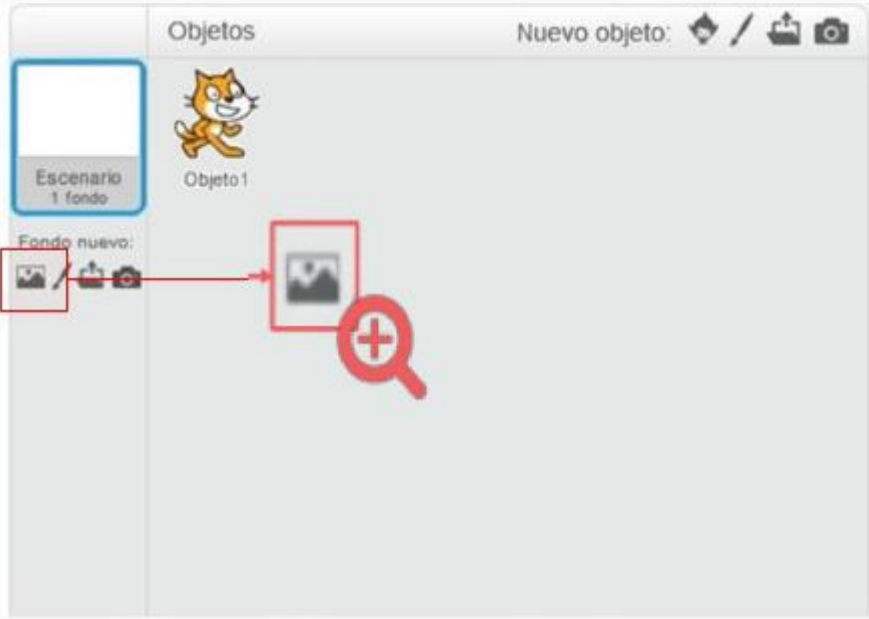 Objetos
Nuevo objeto:
Escenario
1 fondo
Objeto1
Fondo nuevo: